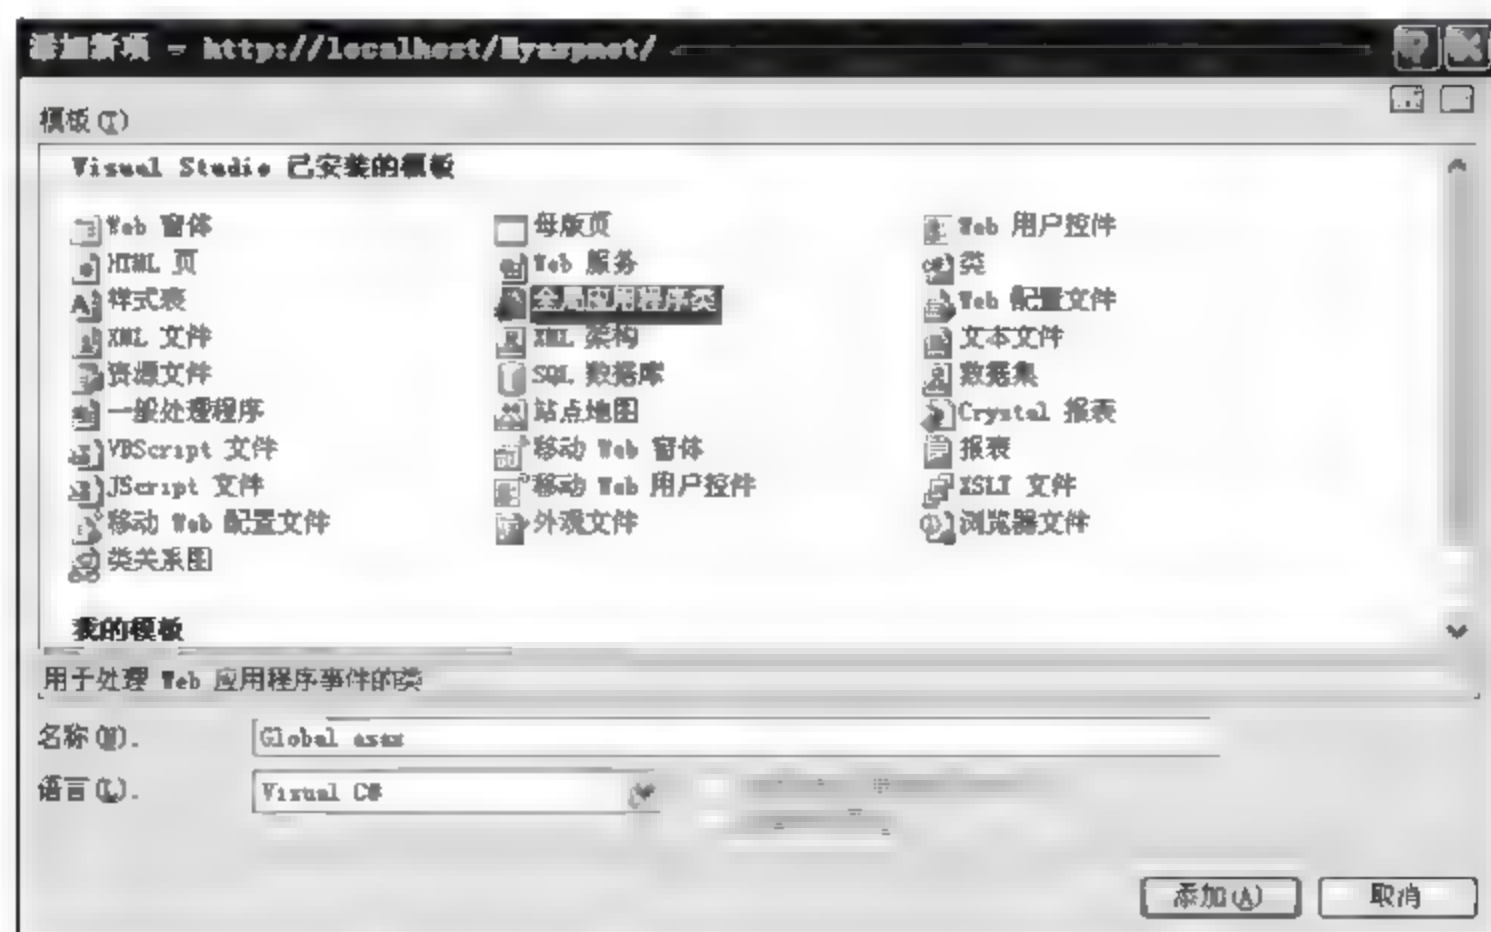 添加新项 - http://localhost/Myaspnet/
模板(T)
Visual Studio 已安装的模板
Web 窗体
母版页
Web 用户控件
HTML 页
Web 服务
类
样式表
全局应用程序类
Web 配置文件
XML 文件
XML 架构
文本文件
资源文件
SQL 数据库
数据集
一般处理程序
站点地图
Crystal 报表
VBScript 文件
移动 Web 窗体
报表
JScript 文件
移动 Web 用户控件
XSLT 文件
移动 Web 配置文件
外观文件
浏览器文件
类关系图
我的模板
用于处理 Web 应用程序事件的类
名称(N):
Global.asax
语言(L):
Visual C#
添加(A)
取消